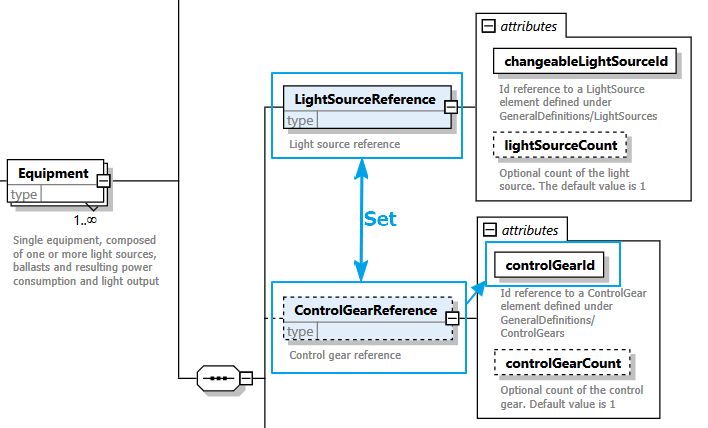 attributes
changeableLightSourceId
Id reference to a LightSource
element defined under
GeneralDefinitions/LightSources
LightSourceReference
type
Light source reference
lightSourceCount
Optional count of the light
source. The default value is 1
Equipment
type
1..∞
Single equipment, composed
of one or more light sources,
ballasts and resulting power
consumption and light output
Set
attributes
controlGearId
Id reference to a ControlGear
element defined under
GeneralDefinitions/
ControlGears
ControlGearReference
type
Control gear reference
controlGearCount
Optional count of the control
gear. Default value is 1